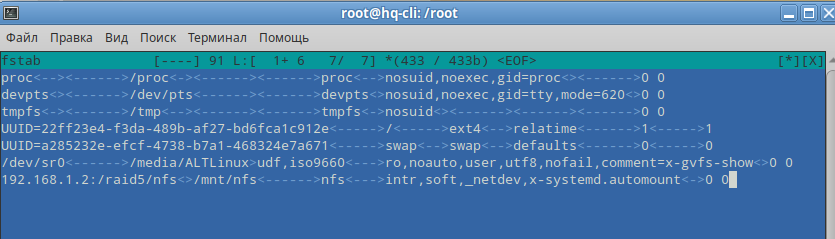 root@hq-cli: /root
Файл Правка Вид Поиск Терминал Помощь
fstab [----] 91 L:[ 1+ 6 7/ 7] *(433 / 433b) <EOF> [*][X]
proc<--><------>/proc<--><------><------>proc<-->nosuid,noexec,gid=proc<><------>0 0
devpts<><------>/dev/pts<------><------>devpts<>nosuid,noexec,gid=tty,mode=620<>0 0
tmpfs<-><------>/tmp<---><------><------>tmpfs<->nosuid<><------><------><------>0 0
UUID=22ff23e4-f3da-489b-af27-bd6fca1c912e<----->/<----->ext4<-->relatime<------>1<----->1
UUID=a285232e-efcf-4738-b7a1-468324e7a671<----->swap<-->swap<-->defaults<------>0<----->0
/dev/sr0<------>/media/ALTLinux>udf,iso9660<--->ro,noauto,user,utf8,nofail,comment=x-gvfs-show<>0 0
192.168.1.2:/raid5/nfs<>/mnt/nfs<------>nfs<--->intr,soft,_netdev,x-systemd.automount<->0 0